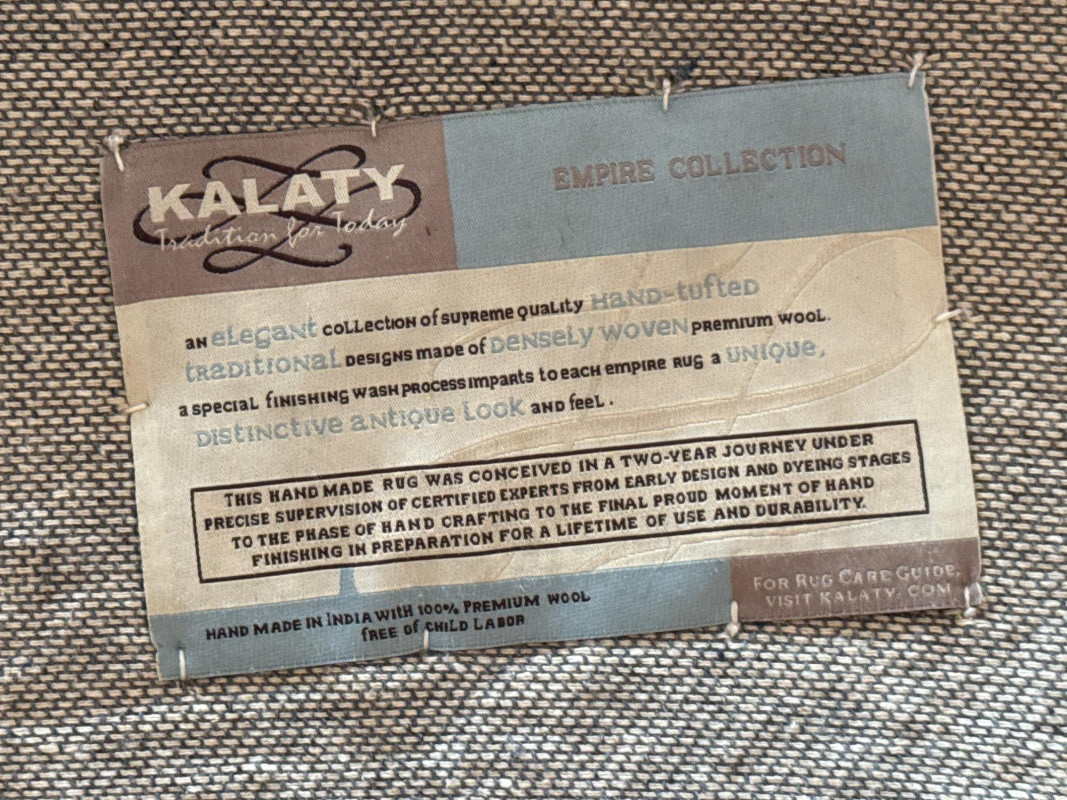 KALATY
Tradition for Today
EMPIRE COLLECTION
an elegant collection of supreme quality Hand-tufted
traditional designs made of densely woven premium wool.
a special finishing wash process imparts to each empire rug a unique,
distinctive antique look and feel.
THIS HAND MADE RUG WAS CONCEIVED IN A TWO-YEAR JOURNEY UNDER
PRECISE SUPERVISION OF CERTIFIED EXPERTS FROM EARLY DESIGN AND DYEING STAGES
TO THE PHASE OF HAND CRAFTING TO THE FINAL PROUD MOMENT OF HAND
FINISHING IN PREPARATION FOR A LIFETIME OF USE AND DURABILITY.
HAND MADE IN INDIA WITH 100% PREMIUM WOOL
FREE OF CHILD LABOR
FOR RUG CARE GUIDE,
VISIT KALATY.COM